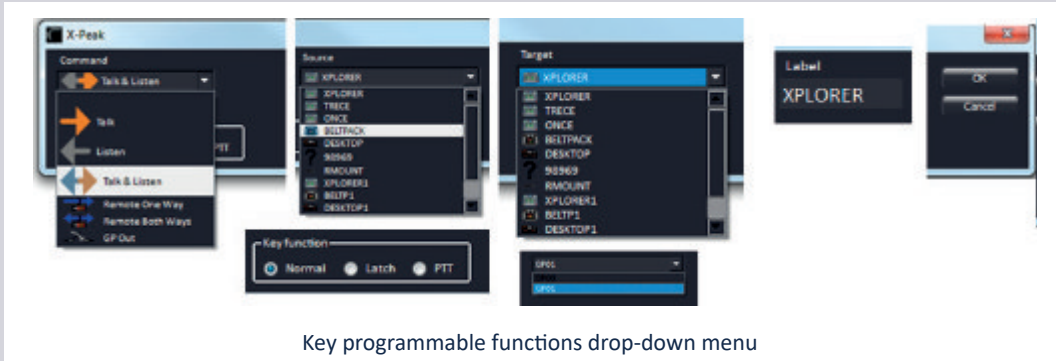 X-Peak
Command
Talk & Listen
Talk
Listen
Talk & Listen
Remote One Way
Remote Both Ways
GP Out
PTT
Source
XPLORER
XPLORER
TRECE
ONCE
BELTPACK
DESKTOP
98969
RMOUNT
XPLORER1
BELTP1
DESKTOP1
Key function
Normal
Latch
PTT
Target
XPLORER
XPLORER
TRECE
ONCE
BELTPACK
DESKTOP
98969
RMOUNT
XPLORER1
BELTP1
DESKTOP1
GPO1
GPO1
Label
XPLORER
OK
Cancel
Key programmable functions drop-down menu